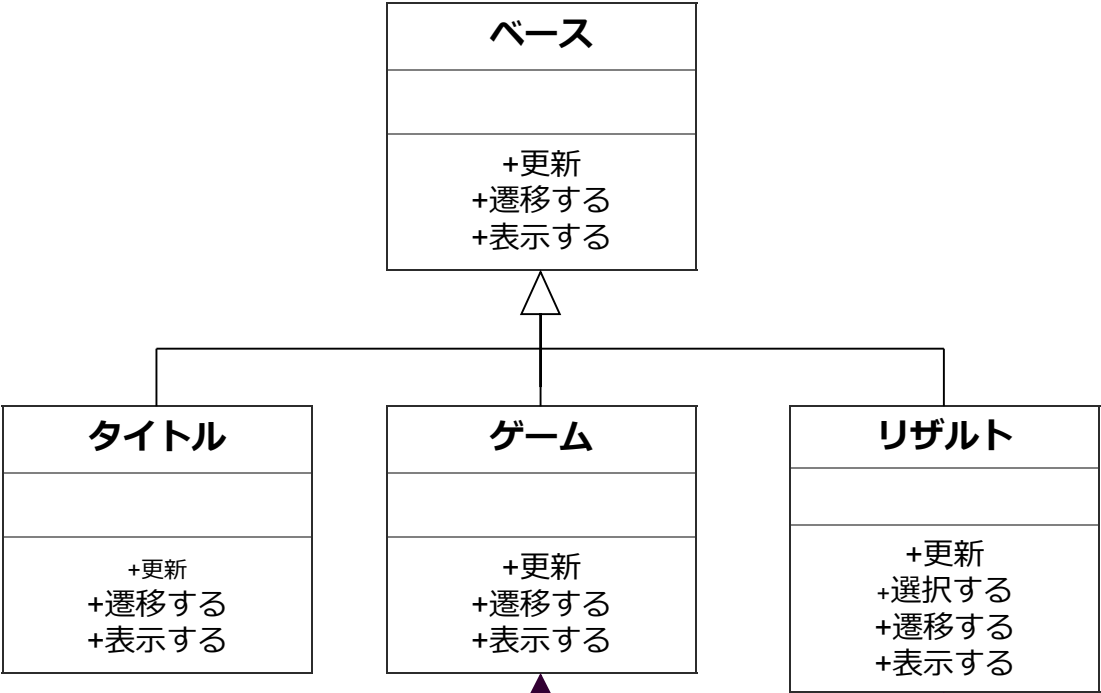 ベース
+更新
+遷移する
+表示する
タイトル
+更新
+遷移する
+表示する
ゲーム
+更新
+遷移する
+表示する
リザルト
+更新
+選択する
+遷移する
+表示する